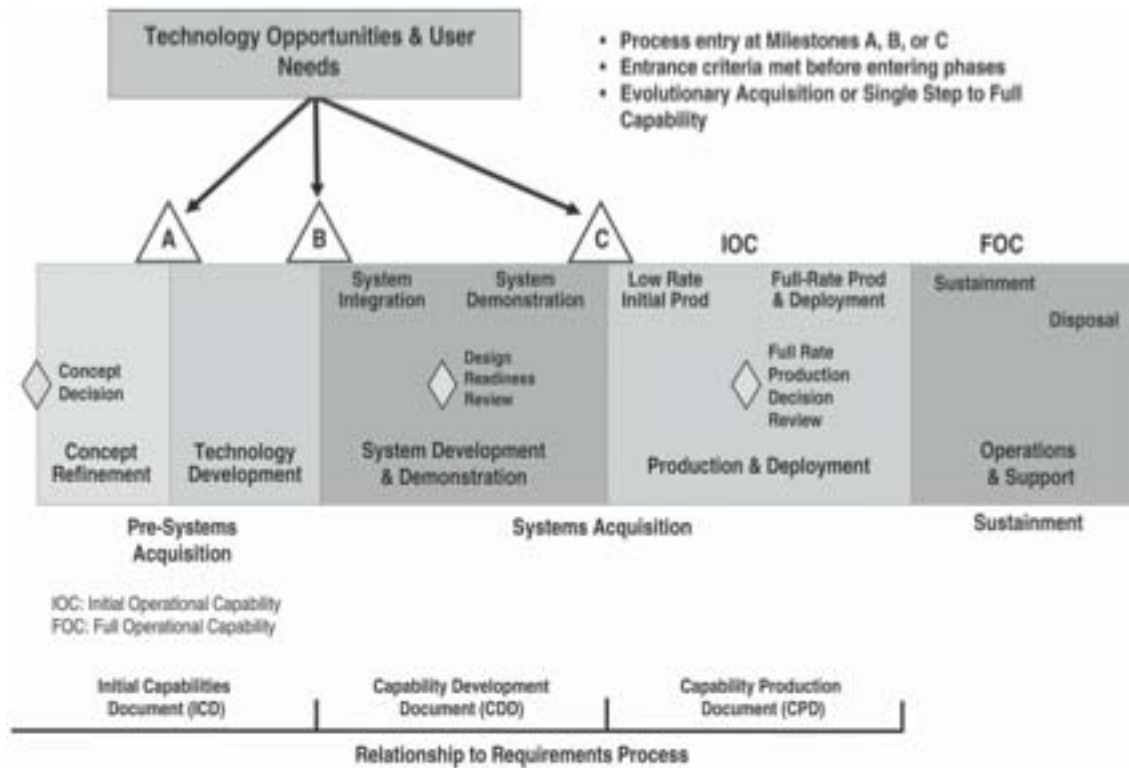 Technology Opportunities & User
Needs
• Process entry at Milestones A, B, or C
• Entrance criteria met before entering phases
• Evolutionary Acquisition or Single Step to Full
Capability
A
B
C
IOC
FOC
System
Integration
System
Demonstration
Low Rate
Initial Prod
Full-Rate Prod
& Deployment
Sustainment
Disposal
Concept
Decision
Design
Readiness
Review
Full Rate
Production
Decision
Review
Concept
Refinement
Technology
Development
System Development
& Demonstration
Production & Deployment
Operations
& Support
Pre-Systems
Acquisition
Systems Acquisition
Sustainment
IOC: Initial Operational Capability
FOC: Full Operational Capability
Initial Capabilities
Document (ICD)
Capability Development
Document (CDD)
Capability Production
Document (CPD)
Relationship to Requirements Process